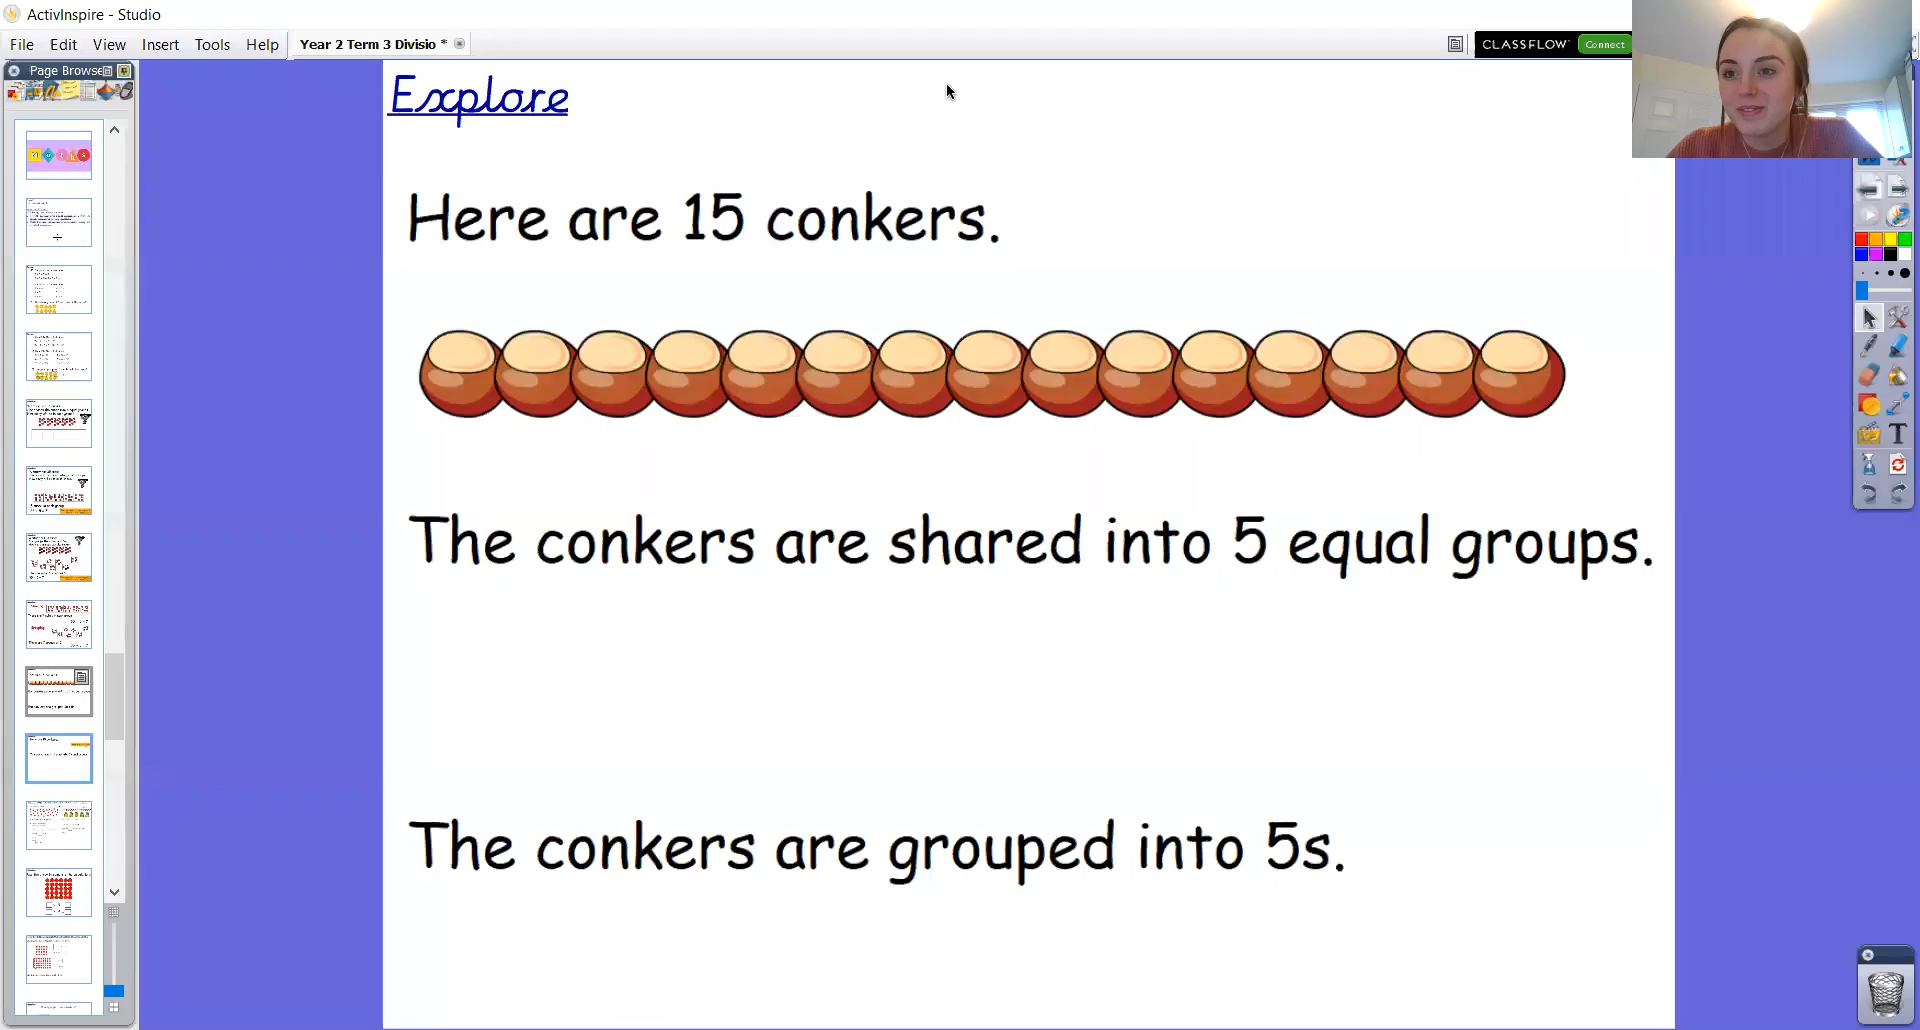 ActivInspire - Studio
File Edit View Insert Tools Help Year 2 Term 3 Divisio *
CLASSFLOW Connect
Page Browse
Explore
Here are 15 conkers.
The conkers are shared into 5 equal groups.
The conkers are grouped into 5s.